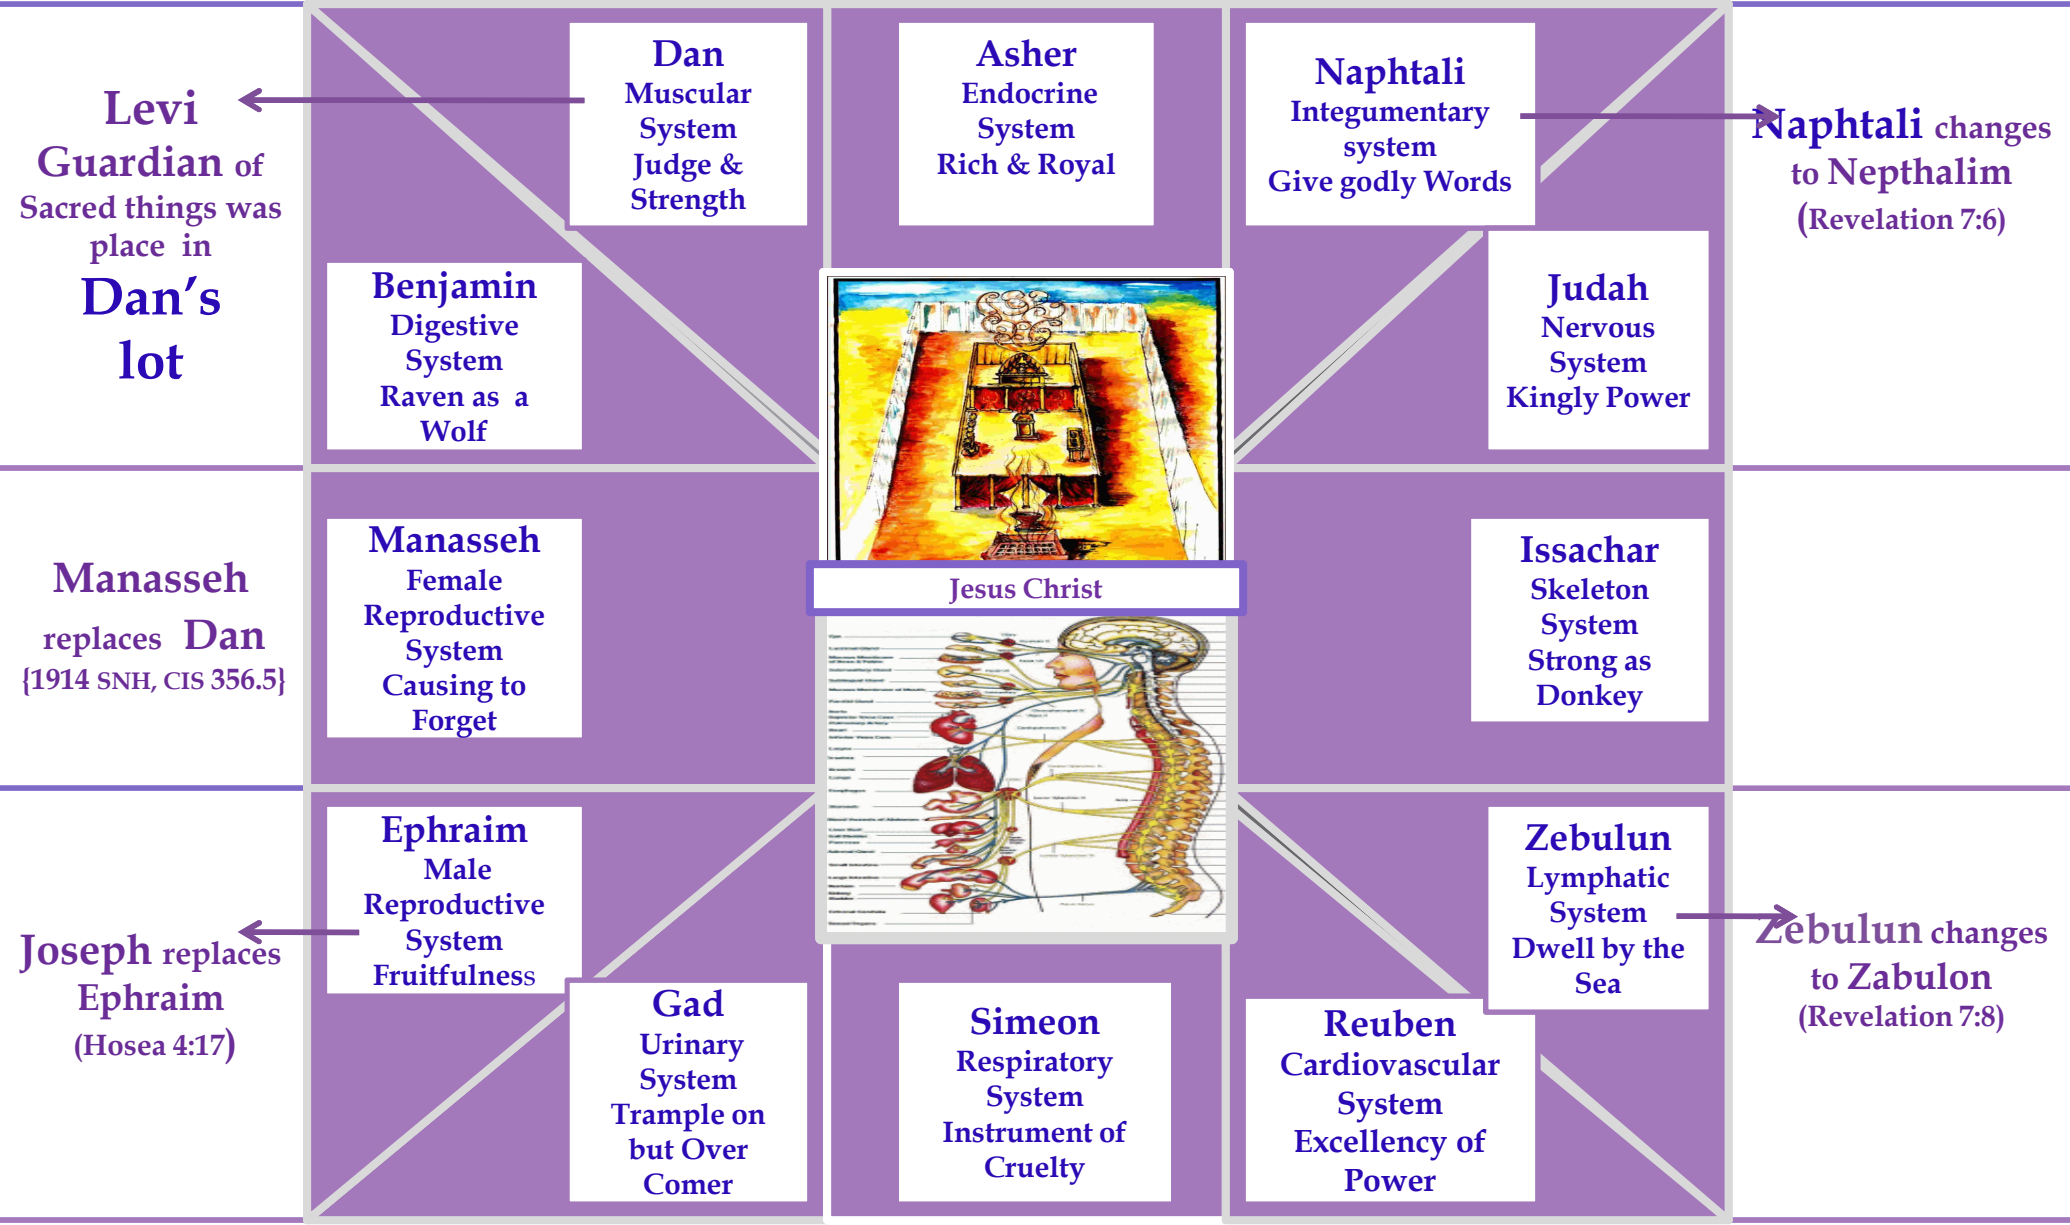 Levi
Guardian of
Sacred things was
place in
Dan's
lot
Dan
Muscular
System
Judge &
Strength
Asher
Endocrine
System
Rich & Royal
Naphtali
Integumentary
system
Give godly Words
Naphtali changes
to Nepthalim
(Revelation 7:6)
Benjamin
Digestive
System
Raven as a
Wolf
Judah
Nervous
System
Kingly Power
Manasseh
replaces Dan
{1914 SNH, CIS 356.5}
Manasseh
Female
Reproductive
System
Causing to
Forget
Jesus Christ
Issachar
Skeleton
System
Strong as
Donkey
Joseph replaces
Ephraim
(Hosea 4:17)
Ephraim
Male
Reproductive
System
Fruitfulness
Gad
Urinary
System
Trample on
but Over
Comer
Simeon
Respiratory
System
Instrument of
Cruelty
Reuben
Cardiovascular
System
Excellency of
Power
Zebulun
Lymphatic
System
Dwell by the
Sea
Zebulun changes
to Zabulon
(Revelation 7:8)